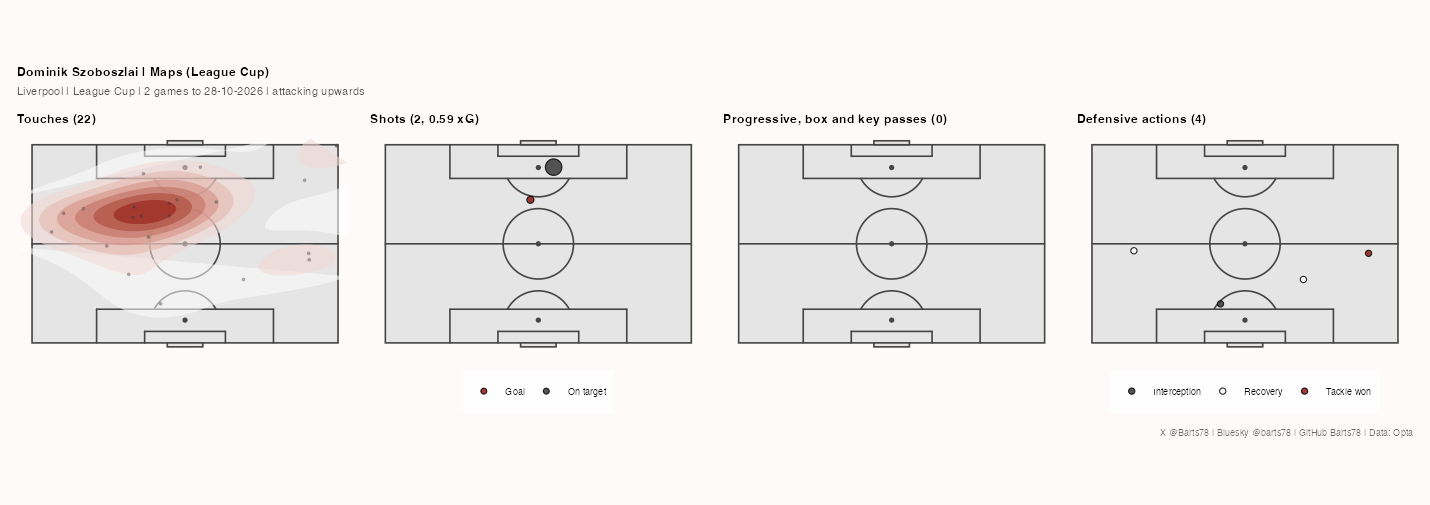 Dominik Szoboszlai | Maps (League Cup)
Liverpool | League Cup | 2 games to 28-10-2026 | attacking upwards
Touches (22)
Shots (2, 0.59 xG)
Progressive, box and key passes (0)
Defensive actions (4)
Goal
On target
Interception
Recovery
Tackle won
X @Barts78 | Bluesky @barts78 | GitHub Barts78 | Data: Opta